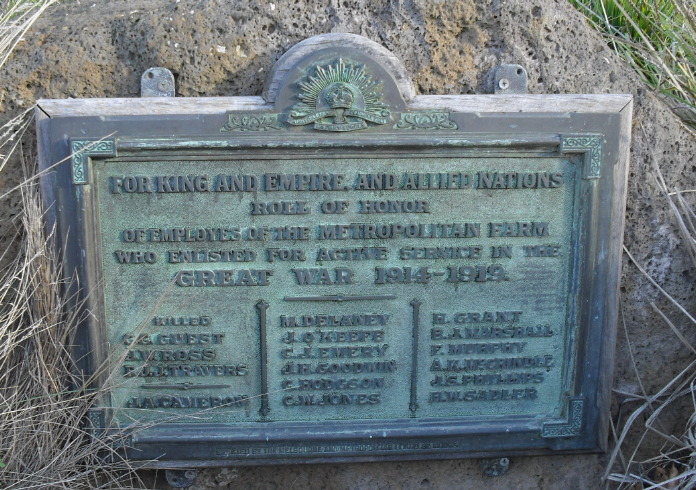 FOR KING AND EMPIRE, AND ALLIED NATIONS
ROLL OF HONOR
OF EMPLOYES OF THE METROPOLITAN FARM
WHO ENLISTED FOR ACTIVE SERVICE IN THE
GREAT WAR 1914-1919.
KILLED
GUEST
ROSS
TRAVERS
J.A. CAMERON
M. DELANEY
J. O'KEEFE
C.J. EMERY
J.H. GOODWIN
C. HODGSON
C.W. JONES
H. GRANT
B.A. MARSHALL
F. MURPHY
A.K. McCRINDLE
J.S. PHILLIPS
H.W. SADLER